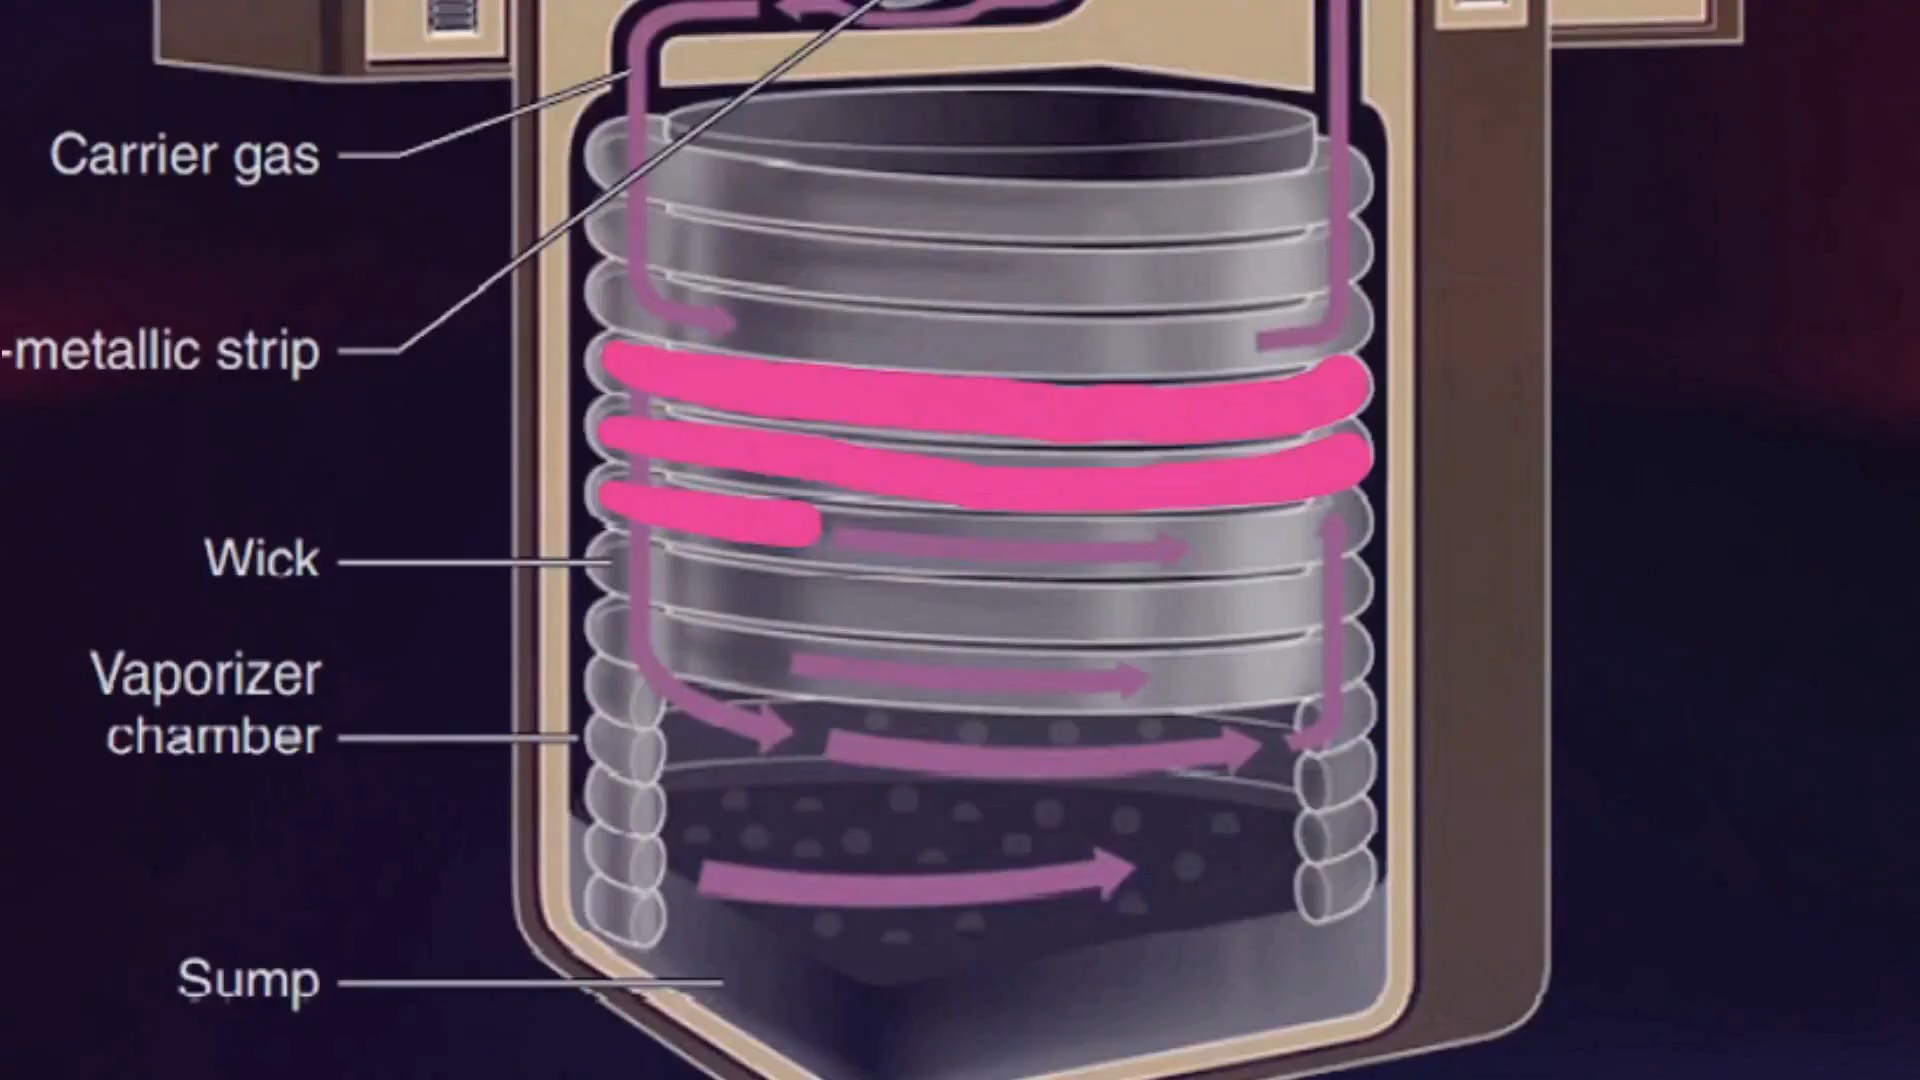 Carrier gas
-metallic strip
Wick
Vaporizer
chamber
Sump